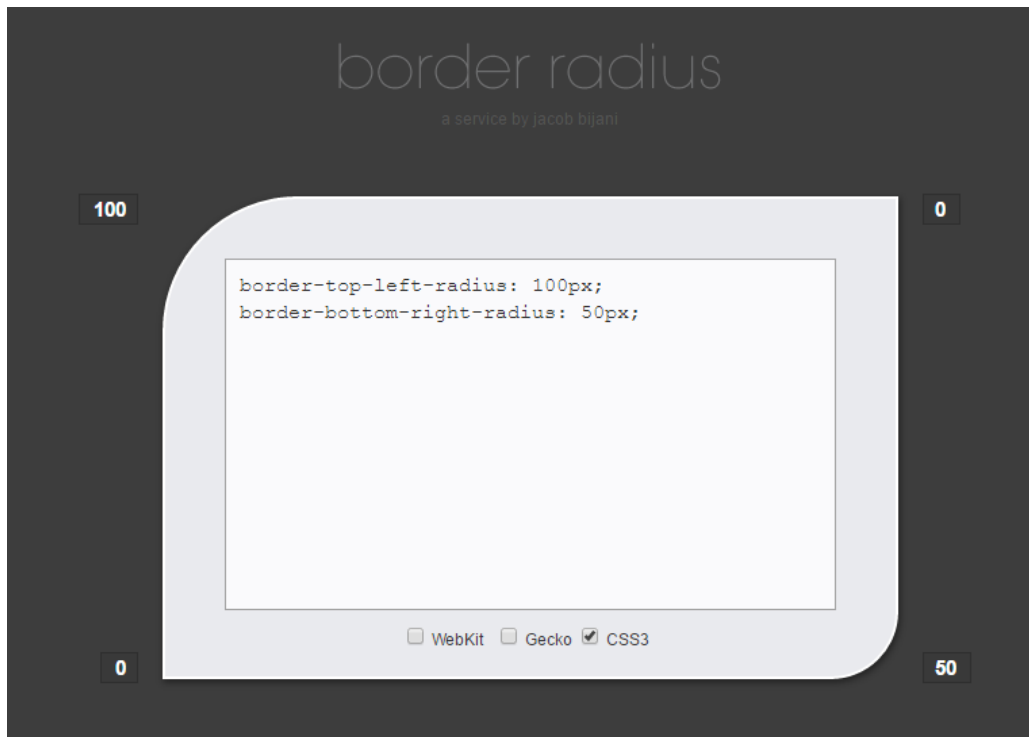 border radius
a service by jacob bijani
100
0
border-top-left-radius: 100px;
border-bottom-right-radius: 50px;
WebKit Gecko CSS3
0
50